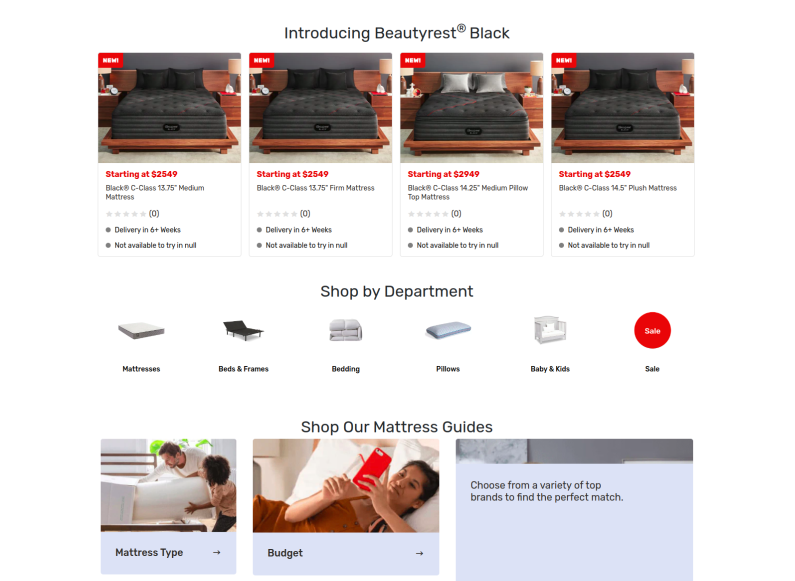 Introducing Beautyrest® Black
NEW!
NEW!
NEW!
NEW!
Starting at $2549
Black® C-Class 13.75" Medium
Mattress
(0)
Delivery in 6+ Weeks
Not available to try in null
Starting at $2549
Black® C-Class 13.75" Firm Mattress
(0)
Delivery in 6+ Weeks
Not available to try in null
Starting at $2949
Black® C-Class 14.25" Medium Pillow
Top Mattress
(0)
Delivery in 6+ Weeks
Not available to try in null
Starting at $2549
Black® C-Class 14.5" Plush Mattress
(0)
Delivery in 6+ Weeks
Not available to try in null
Shop by Department
Sale
Mattresses
Beds & Frames
Bedding
Pillows
Baby & Kids
Sale
Shop Our Mattress Guides
Choose from a variety of top
brands to find the perfect match.
Mattress Type →
Budget →